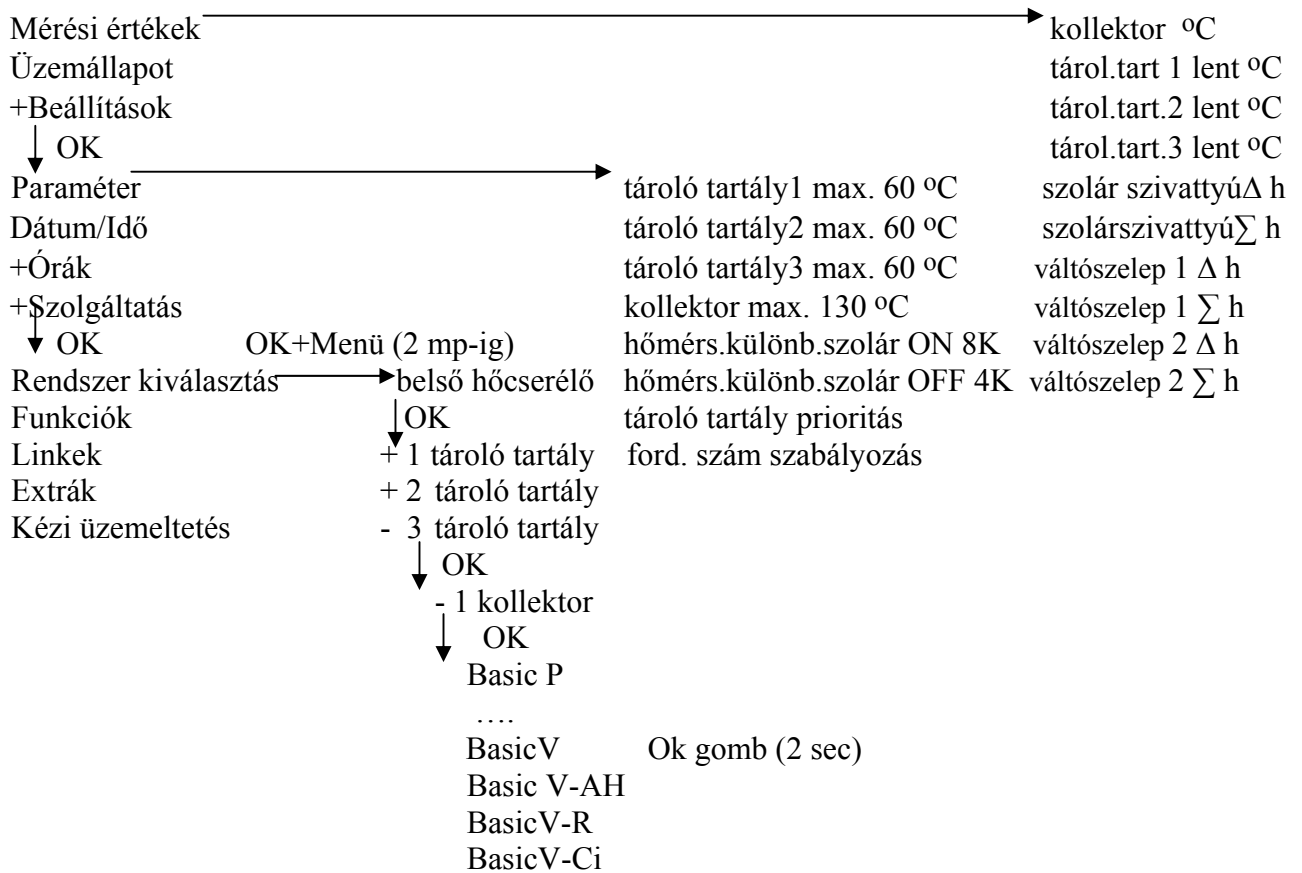 Mérési értékek kollektor ºC
Üzemállapot tárol.tart 1 lent ºC
+Beállítások tárol.tart.2 lent ºC
OK tárol.tart.3 lent ºC
Paraméter tároló tartály1 max. 60 ºC szolár szivattyú∆ h
Dátum/Idő tároló tartály2 max. 60 ºC szolárszivattyú∑ h
+Órák tároló tartály3 max. 60 ºC váltószelep 1 ∆ h
+Szolgáltatás kollektor max. 130 ºC váltószelep 1 ∑ h
OK OK+Menü (2 mp-ig) hőmérs.különb.szolár ON 8K váltószelep 2 ∆ h
Rendszer kiválasztás belső hőcserélő hőmérs.különb.szolár OFF 4K váltószelep 2 ∑ h
Funkciók OK tároló tartály prioritás
Linkek + 1 tároló tartály ford. szám szabályozás
Extrák + 2 tároló tartály
Kézi üzemeltetés - 3 tároló tartály
OK
- 1 kollektor
OK
Basic P
….
BasicV Ok gomb (2 sec)
Basic V-AH
BasicV-R
BasicV-Ci